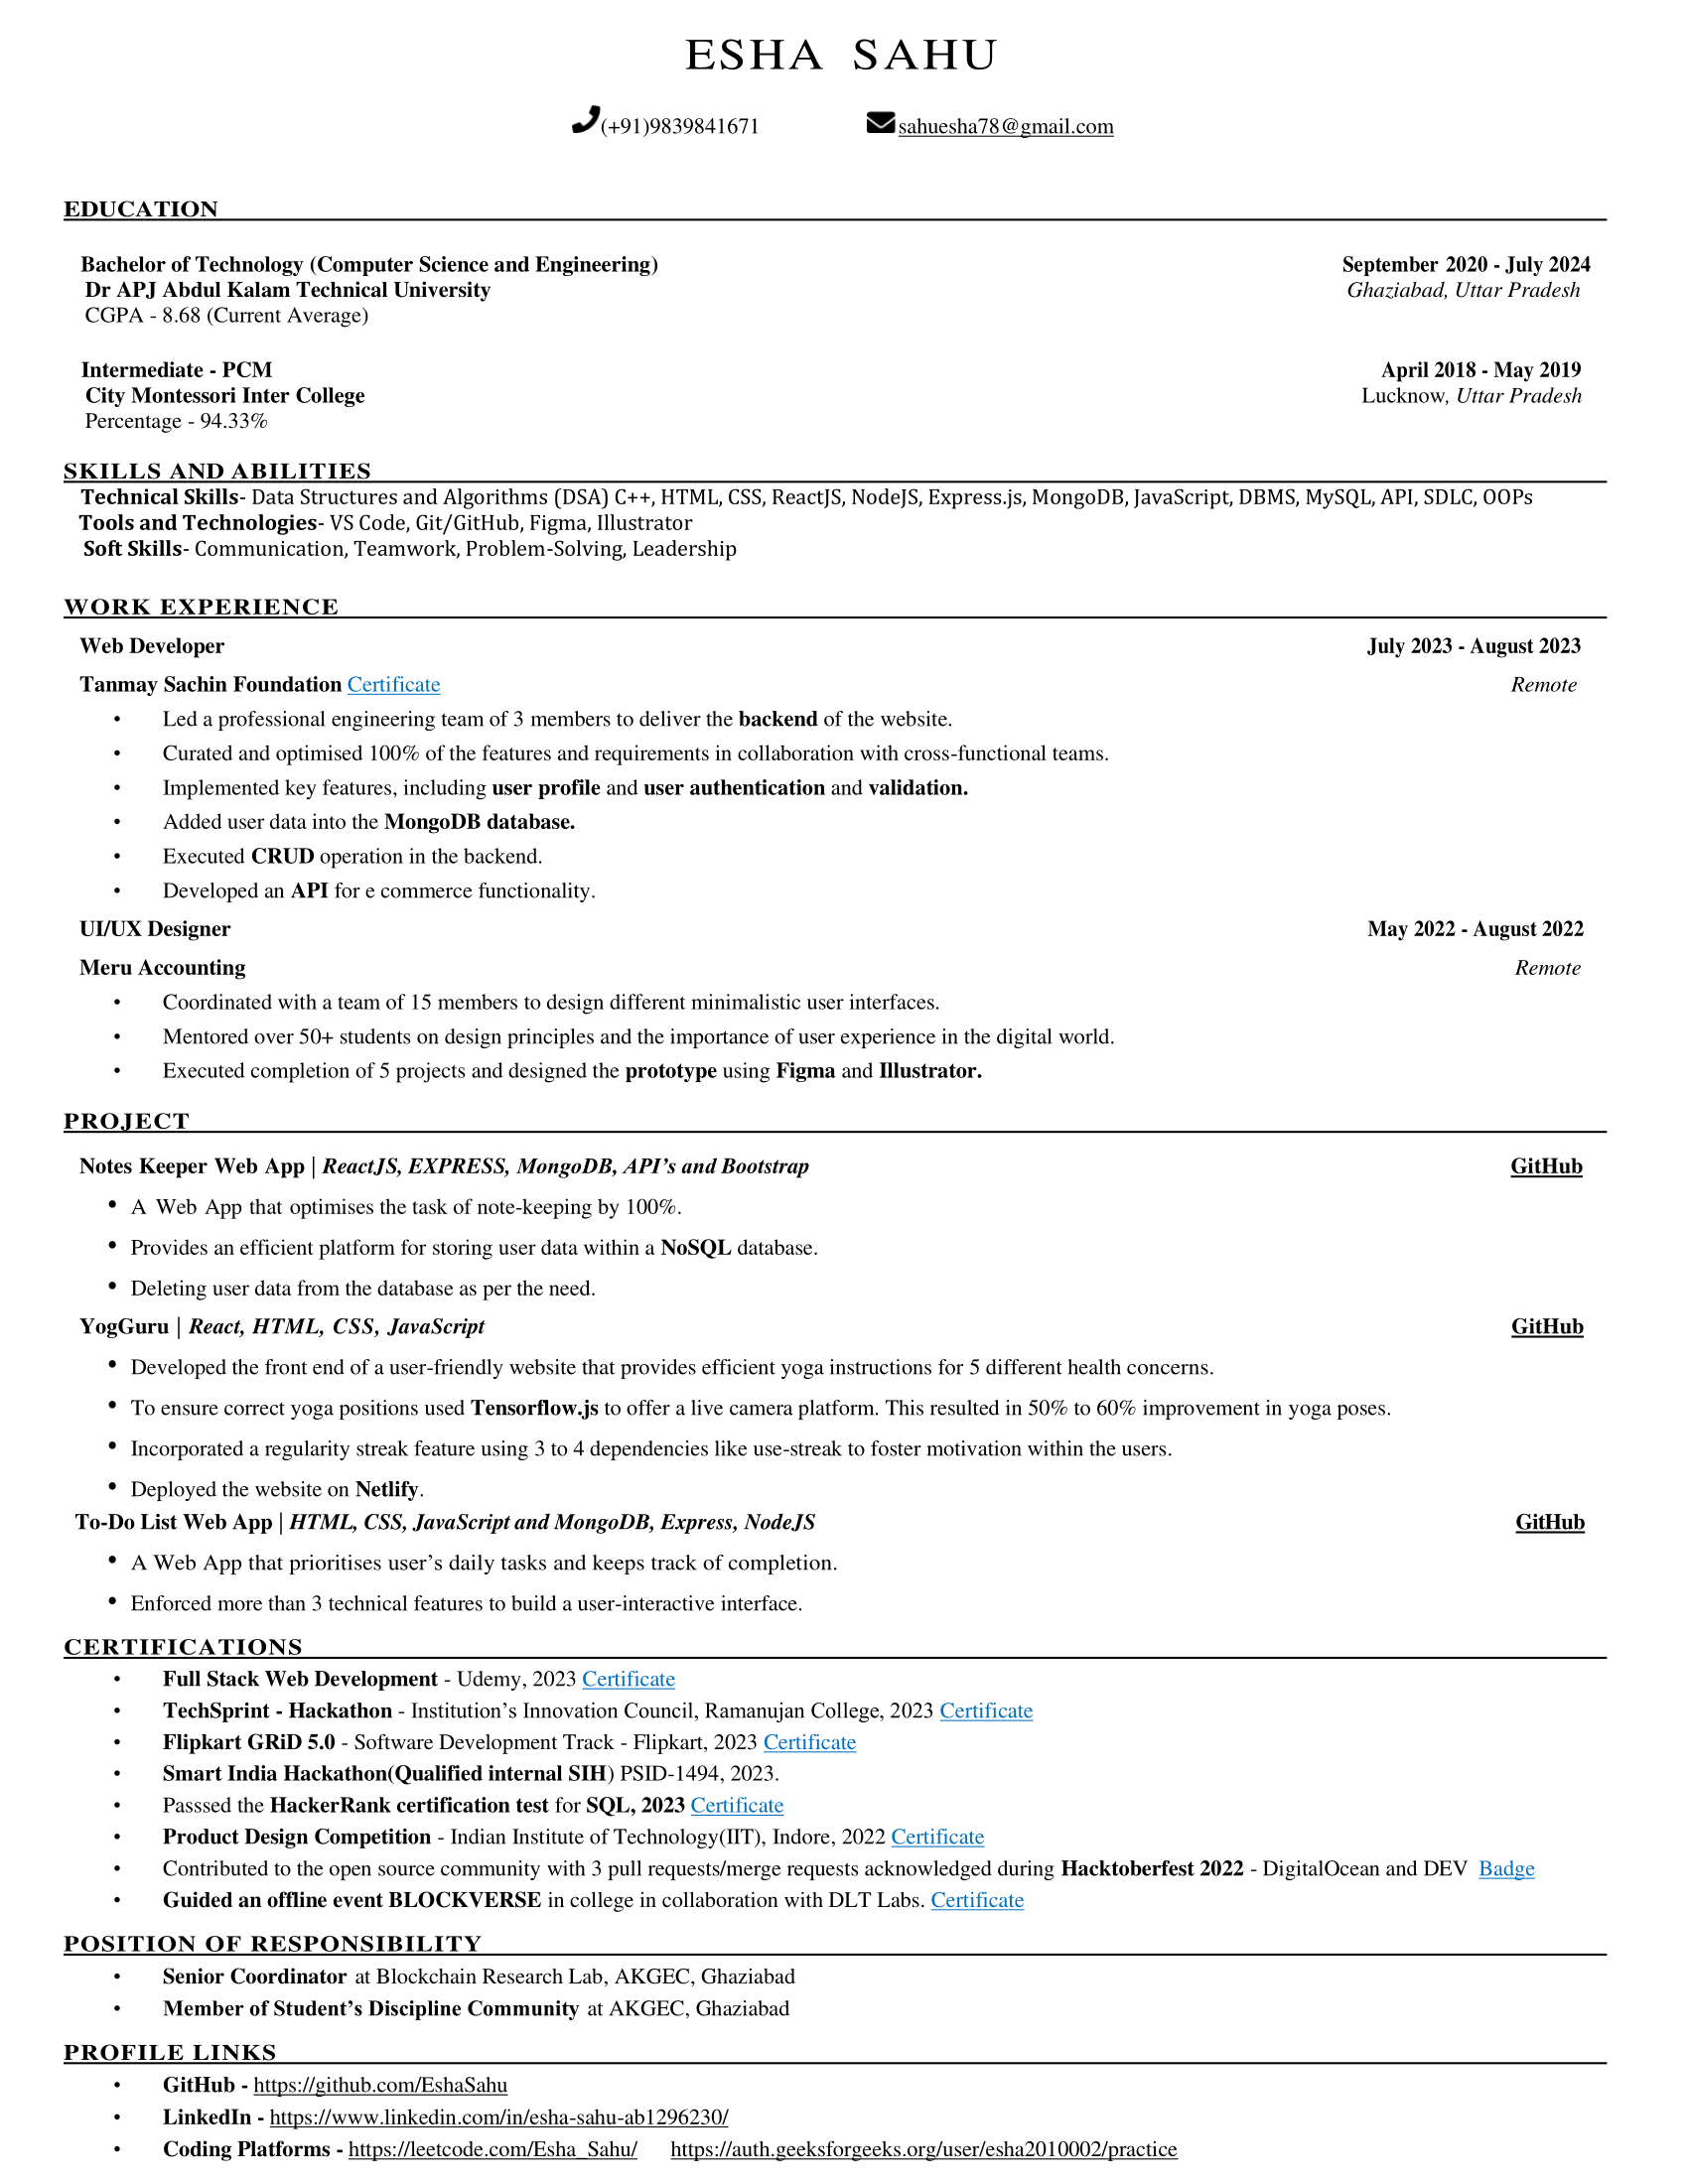 ESHA SAHU
(+91)9839841671 sahuesha78@gmail.com
EDUCATION
Bachelor of Technology (Computer Science and Engineering) September 2020 - July 2024
Dr APJ Abdul Kalam Technical University Ghaziabad, Uttar Pradesh
CGPA - 8.68 (Current Average)
Intermediate - PCM April 2018 - May 2019
City Montessori Inter College Lucknow, Uttar Pradesh
Percentage - 94.33%
SKILLS AND ABILITIES
Technical Skills- Data Structures and Algorithms (DSA) C++, HTML, CSS, ReactJS, NodeJS, Express.js, MongoDB, JavaScript, DBMS, MySQL, API, SDLC, OOPs
Tools and Technologies- VS Code, Git/GitHub, Figma, Illustrator
Soft Skills- Communication, Teamwork, Problem-Solving, Leadership
WORK EXPERIENCE
Web Developer July 2023 - August 2023
Tanmay Sachin Foundation Certificate Remote
• Led a professional engineering team of 3 members to deliver the backend of the website.
• Curated and optimised 100% of the features and requirements in collaboration with cross-functional teams.
• Implemented key features, including user profile and user authentication and validation.
• Added user data into the MongoDB database.
• Executed CRUD operation in the backend.
• Developed an API for e commerce functionality.
UI/UX Designer May 2022 - August 2022
Meru Accounting Remote
• Coordinated with a team of 15 members to design different minimalistic user interfaces.
• Mentored over 50+ students on design principles and the importance of user experience in the digital world.
• Executed completion of 5 projects and designed the prototype using Figma and Illustrator.
PROJECT
Notes Keeper Web App | ReactJS, EXPRESS, MongoDB, API's and Bootstrap GitHub
• A Web App that optimises the task of note-keeping by 100%.
• Provides an efficient platform for storing user data within a NoSQL database.
• Deleting user data from the database as per the need.
YogGuru | React, HTML, CSS, JavaScript GitHub
• Developed the front end of a user-friendly website that provides efficient yoga instructions for 5 different health concerns.
• To ensure correct yoga positions used Tensorflow.js to offer a live camera platform. This resulted in 50% to 60% improvement in yoga poses.
• Incorporated a regularity streak feature using 3 to 4 dependencies like use-streak to foster motivation within the users.
• Deployed the website on Netlify.
To-Do List Web App | HTML, CSS, JavaScript and MongoDB, Express, NodeJS GitHub
• A Web App that prioritises user's daily tasks and keeps track of completion.
• Enforced more than 3 technical features to build a user-interactive interface.
CERTIFICATIONS
• Full Stack Web Development - Udemy, 2023 Certificate
• TechSprint - Hackathon - Institution's Innovation Council, Ramanujan College, 2023 Certificate
• Flipkart GRiD 5.0 - Software Development Track - Flipkart, 2023 Certificate
• Smart India Hackathon(Qualified internal SIH) PSID-1494, 2023.
• Passsed the HackerRank certification test for SQL, 2023 Certificate
• Product Design Competition - Indian Institute of Technology(IIT), Indore, 2022 Certificate
• Contributed to the open source community with 3 pull requests/merge requests acknowledged during Hacktoberfest 2022 - DigitalOcean and DEV Badge
• Guided an offline event BLOCKVERSE in college in collaboration with DLT Labs. Certificate
POSITION OF RESPONSIBILITY
• Senior Coordinator at Blockchain Research Lab, AKGEC, Ghaziabad
• Member of Student's Discipline Community at AKGEC, Ghaziabad
PROFILE LINKS
• GitHub - https://github.com/EshaSahu
• LinkedIn - https://www.linkedin.com/in/esha-sahu-ab1296230/
• Coding Platforms - https://leetcode.com/Esha_Sahu/ https://auth.geeksforgeeks.org/user/esha2010002/practice